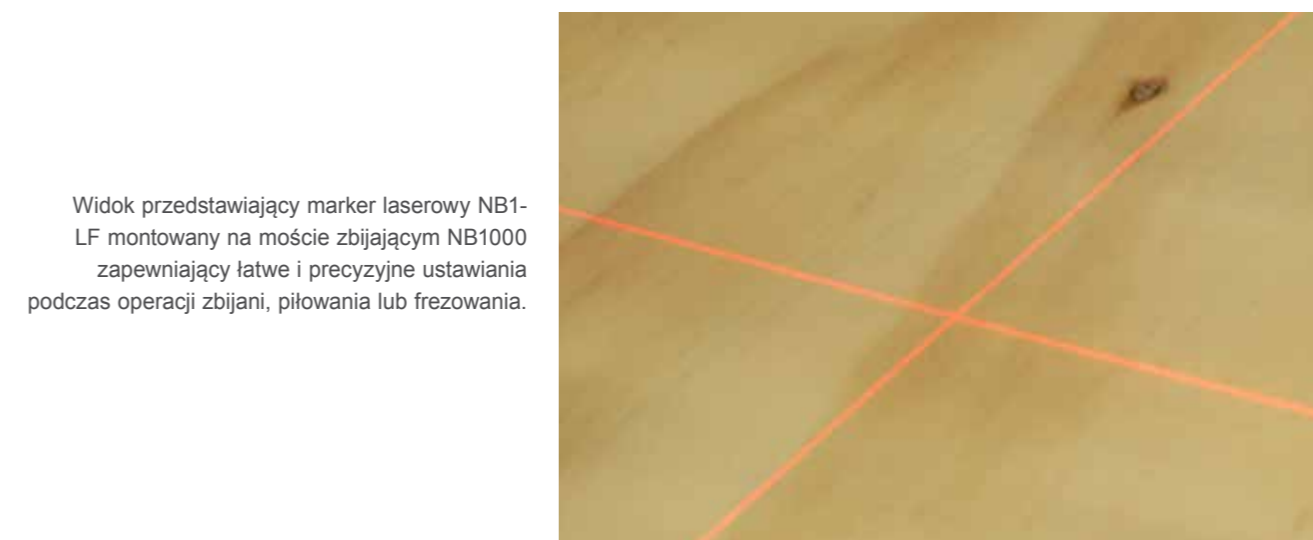 Widok przedstawiający marker laserowy NB1-
LF montowany na moście zbijającym NB1000
zapewniający łatwe i precyzyjne ustawiania
podczas operacji zbijani, piłowania lub frezowania.